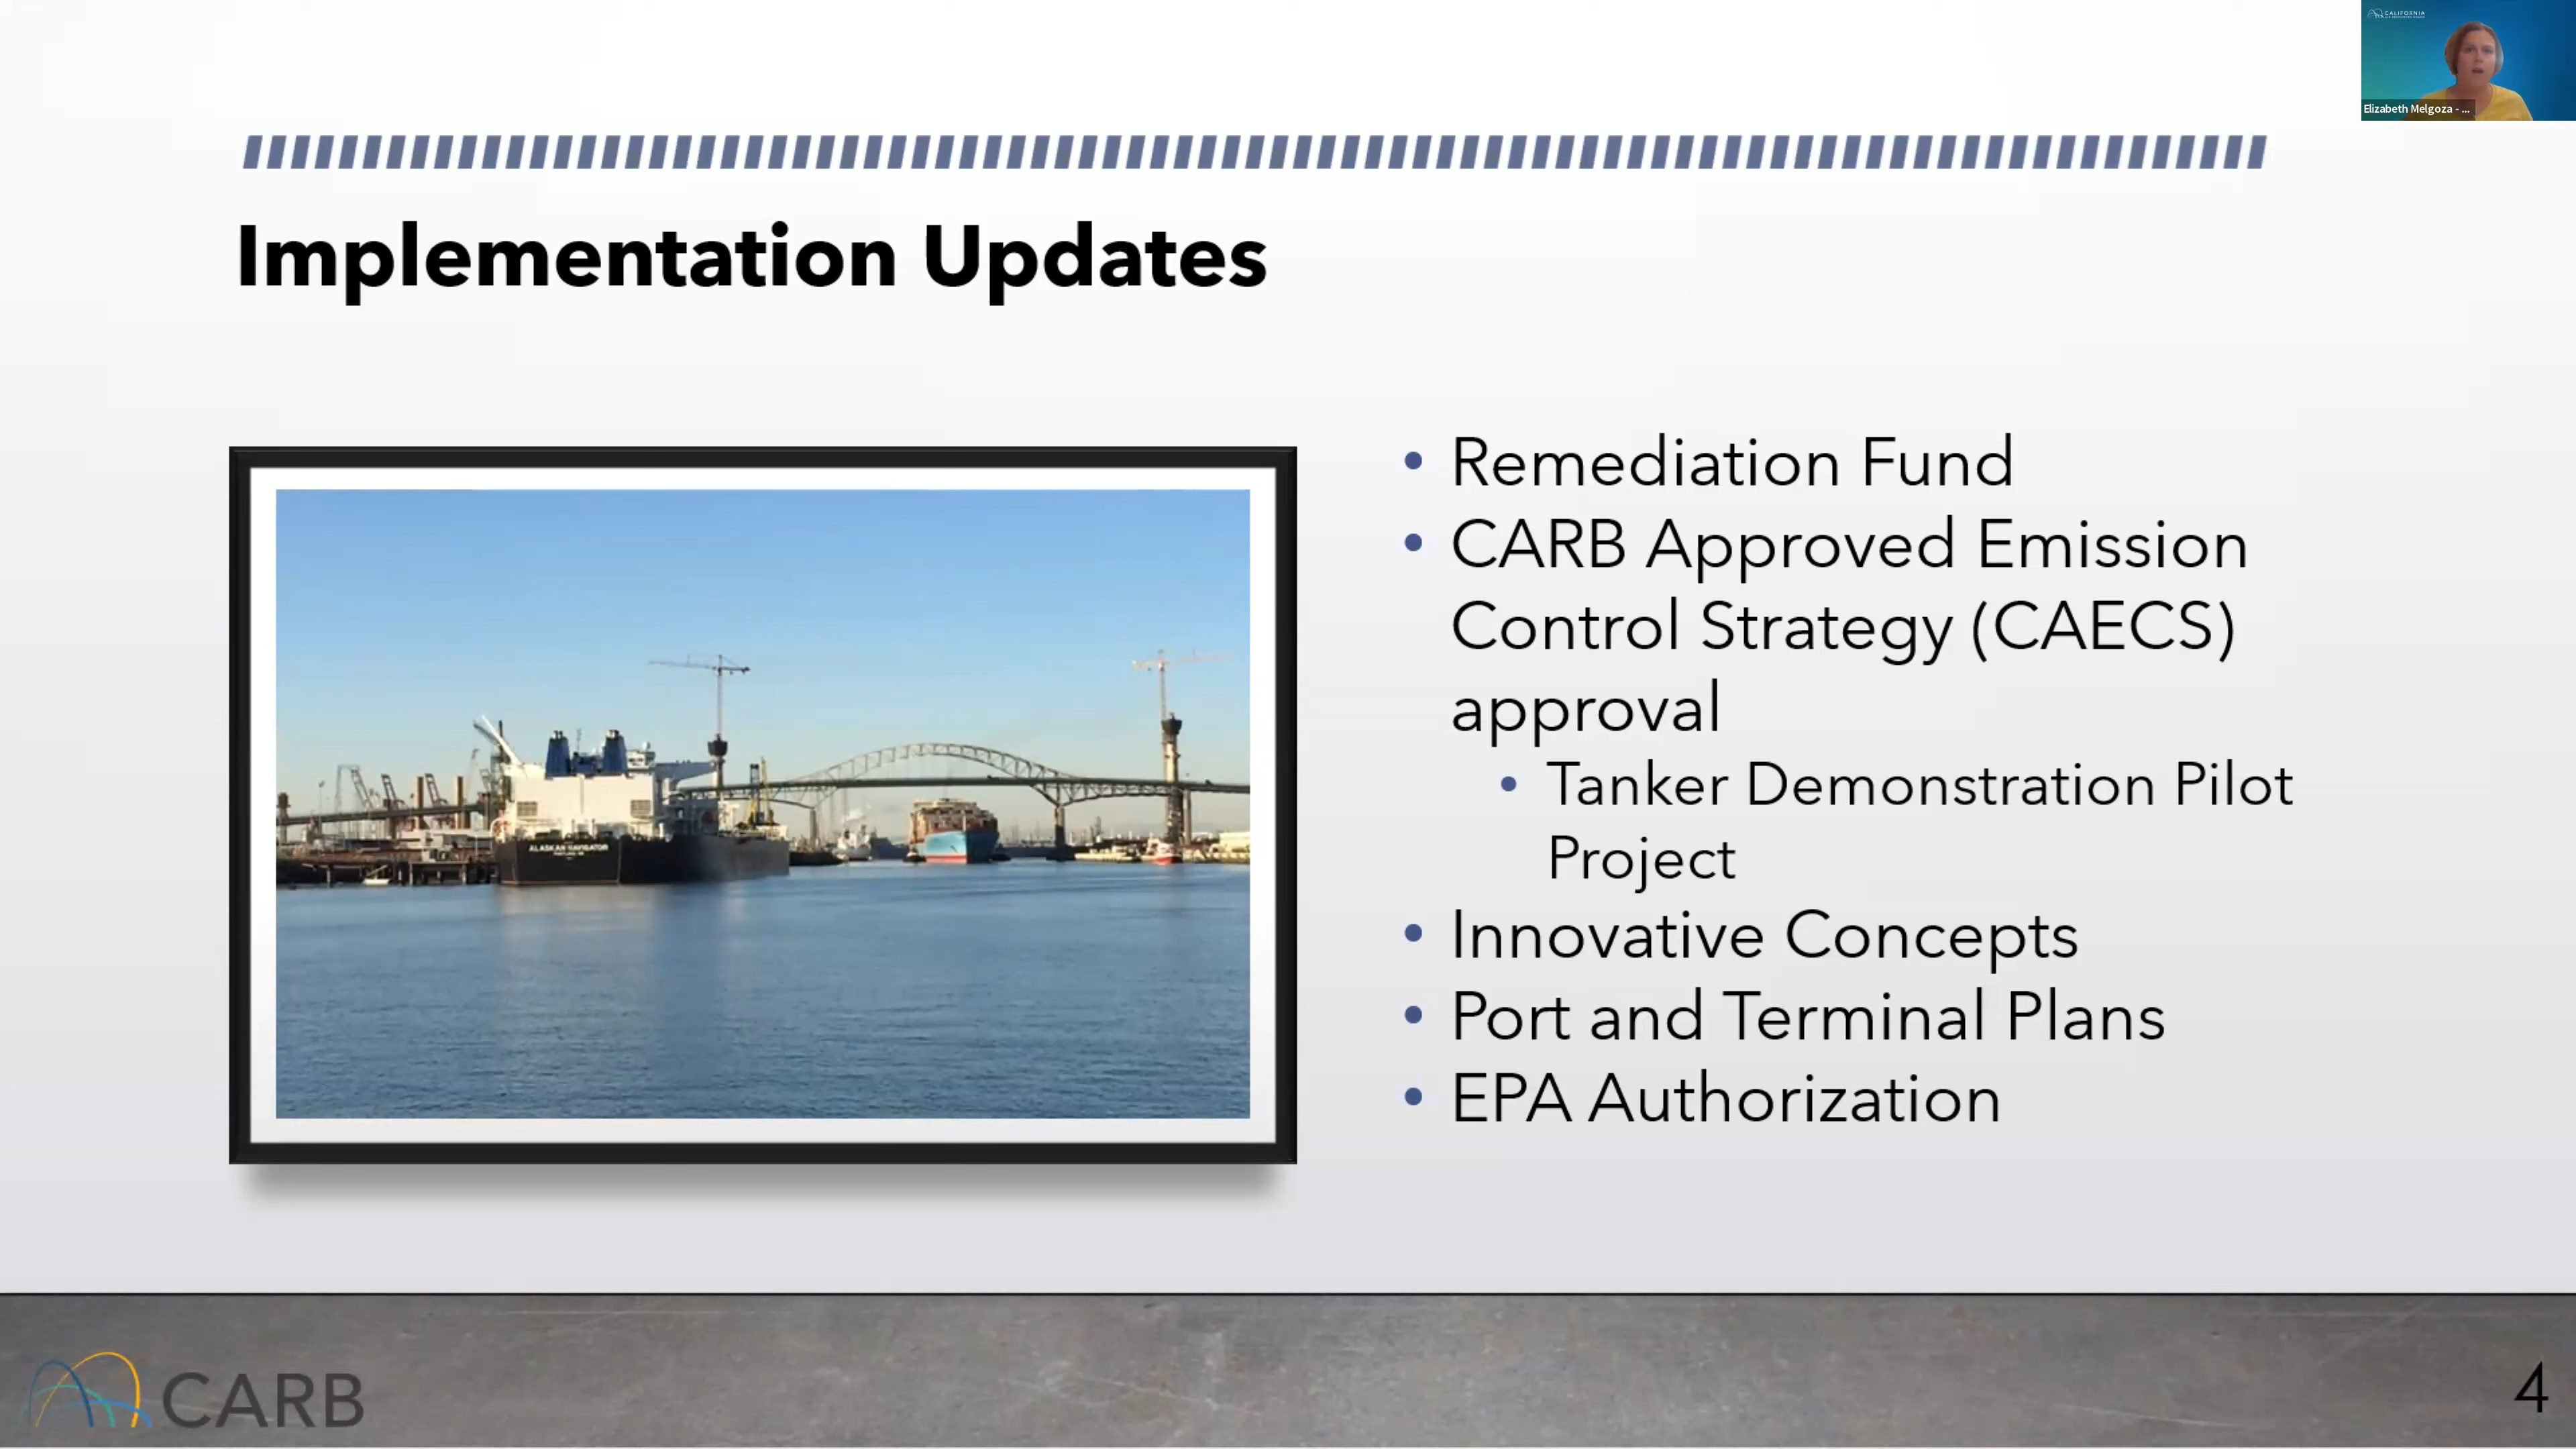 CALIFORNIA
Elizabeth Melgoza - ...
Implementation Updates
• Remediation Fund
• CARB Approved Emission
Control Strategy (CAECS)
approval
• Tanker Demonstration Pilot
Project
• Innovative Concepts
• Port and Terminal Plans
• EPA Authorization
ALASKAN NAVIGATOR
CARB
4